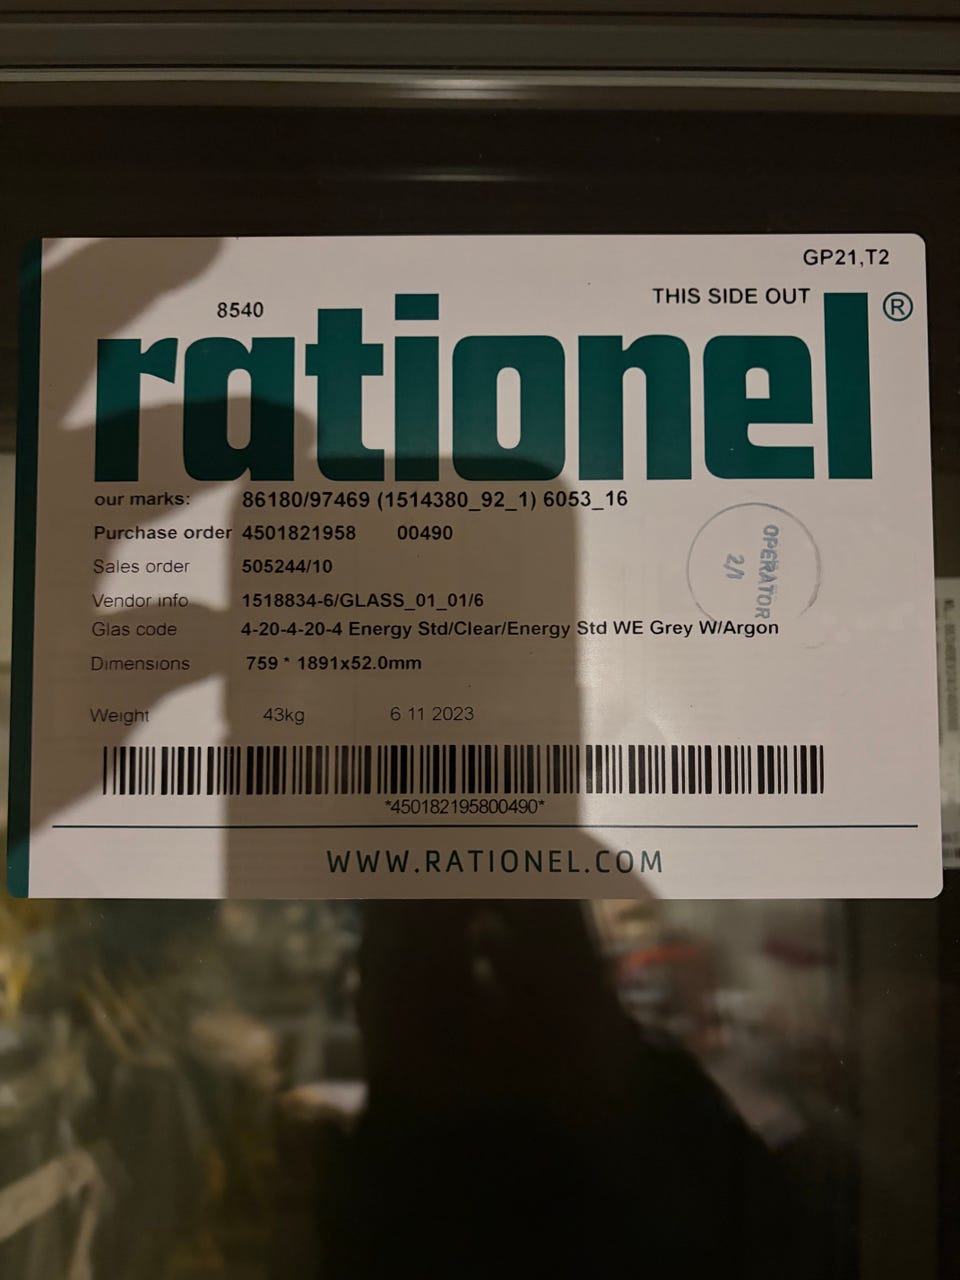 GP21,T2
THIS SIDE OUT
8540
rationel®
our marks: 86180/97469 (1514380_92_1) 6053_16
Purchase order 4501821958 00490
Sales order 505244/10
Vendor info 1518834-6/GLASS_01_01/6
Glas code 4-20-4-20-4 Energy Std/Clear/Energy Std WE Grey W/Argon
Dimensions 759 * 1891x52.0mm
Weight 43kg 6 11 2023
OPERATOR
2/1
*450182195800490*
WWW.RATIONEL.COM